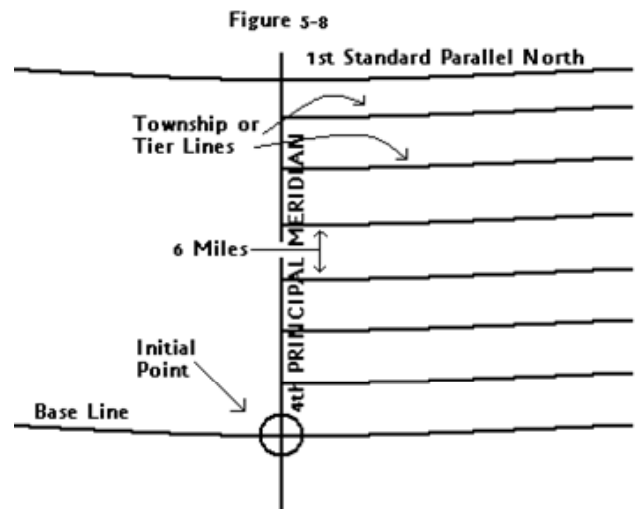 Figure 5-8
1st Standard Parallel North
Township or
Tier Lines
4th PRINCIPAL MERIDIAN
6 Miles
Initial
Point
Base Line